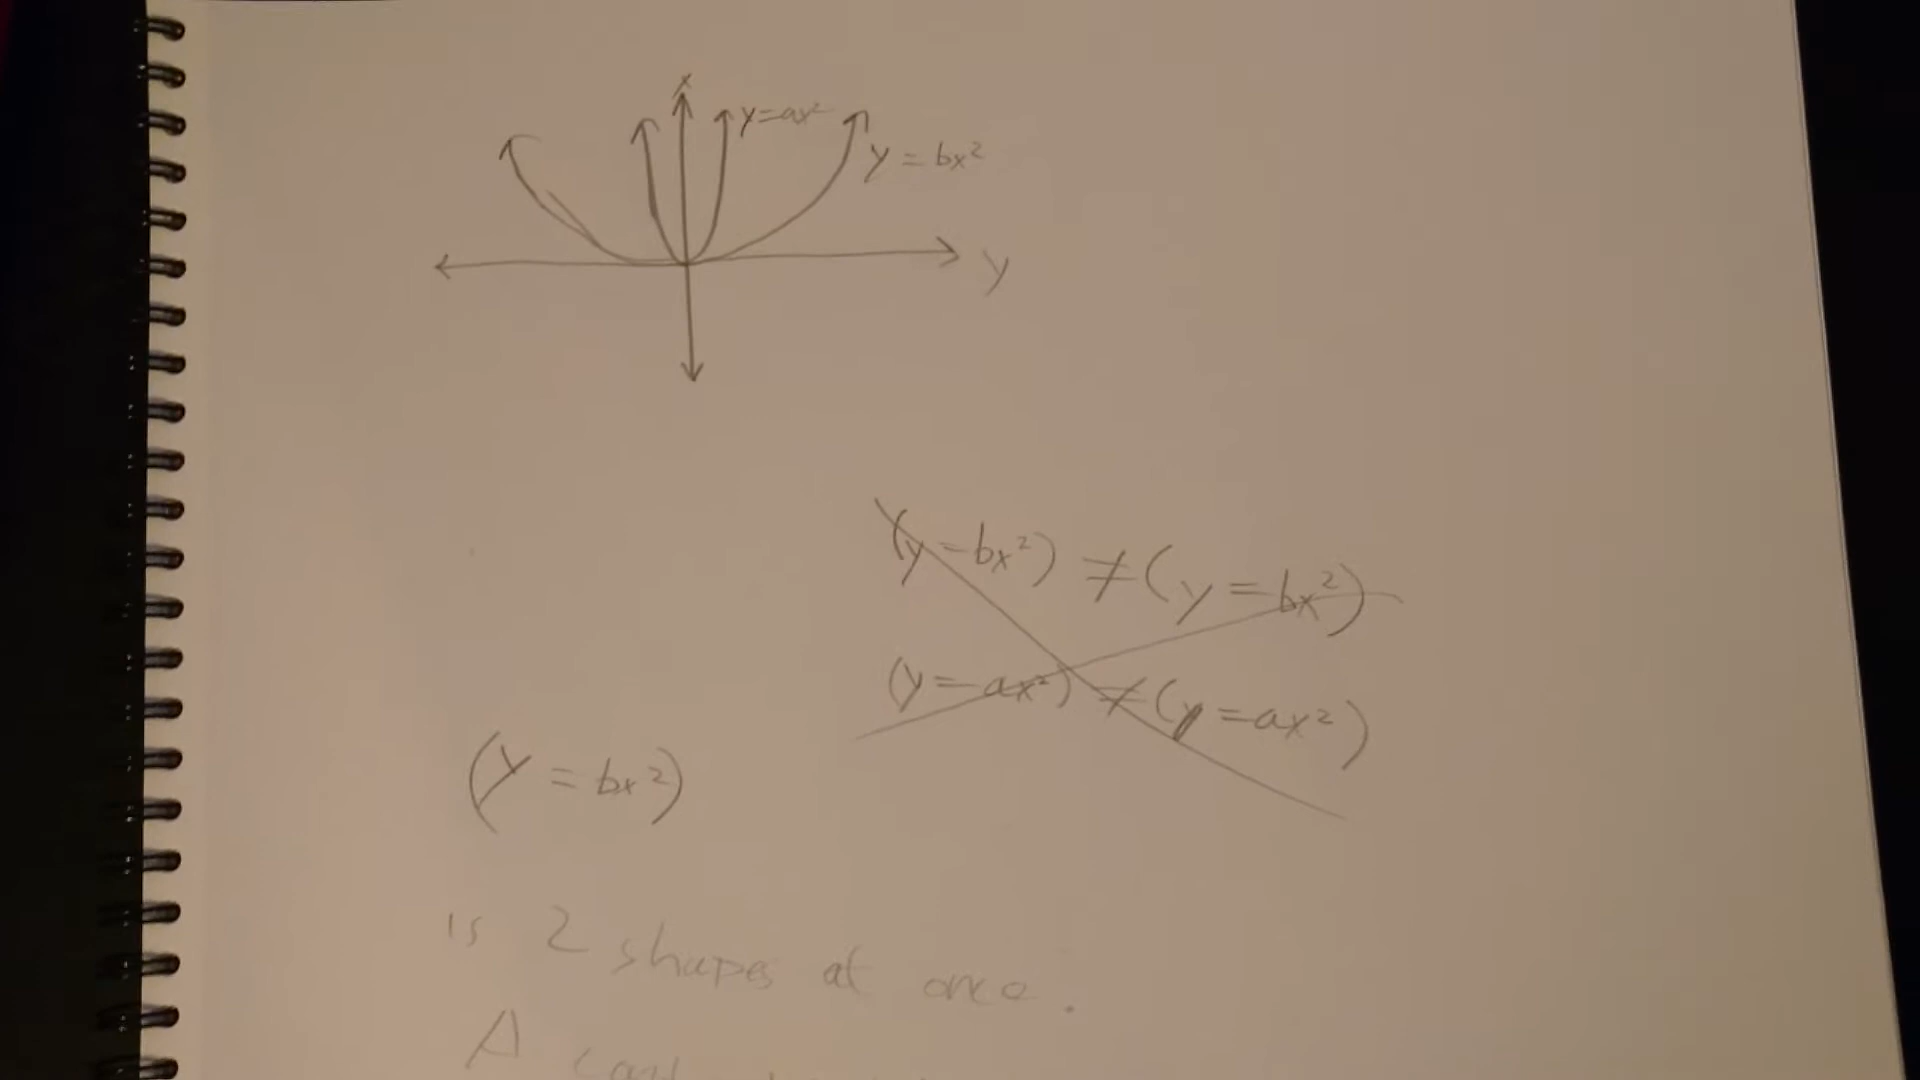 x
y=ax²
y = bx²
y
(y=bx²) ≠ (y=bx²)
(y=ax²) ≠ (y=ax²)
(y = bx²)
is 2 shapes at once.
A